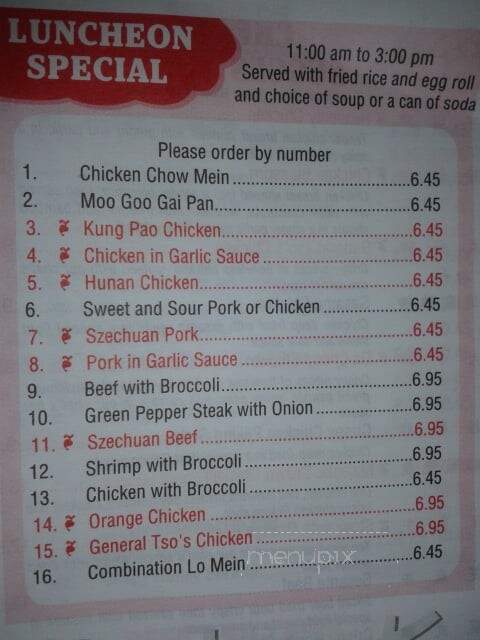 LUNCHEON
SPECIAL
11:00 am to 3:00 pm
Served with fried rice and egg roll
and choice of soup or a can of soda
Please order by number
1. Chicken Chow Mein 6.45
2. Moo Goo Gai Pan 6.45
3. Kung Pao Chicken 6.45
4. Chicken in Garlic Sauce 6.45
5. Hunan Chicken 6.45
6. Sweet and Sour Pork or Chicken 6.45
7. Szechuan Pork 6.45
8. Pork in Garlic Sauce 6.45
9. Beef with Broccoli 6.95
10. Green Pepper Steak with Onion 6.95
11. Szechuan Beef 6.95
12. Shrimp with Broccoli 6.95
13. Chicken with Broccoli 6.45
14. Orange Chicken 6.95
15. General Tso's Chicken 6.95
16. Combination Lo Mein 6.45
menupix